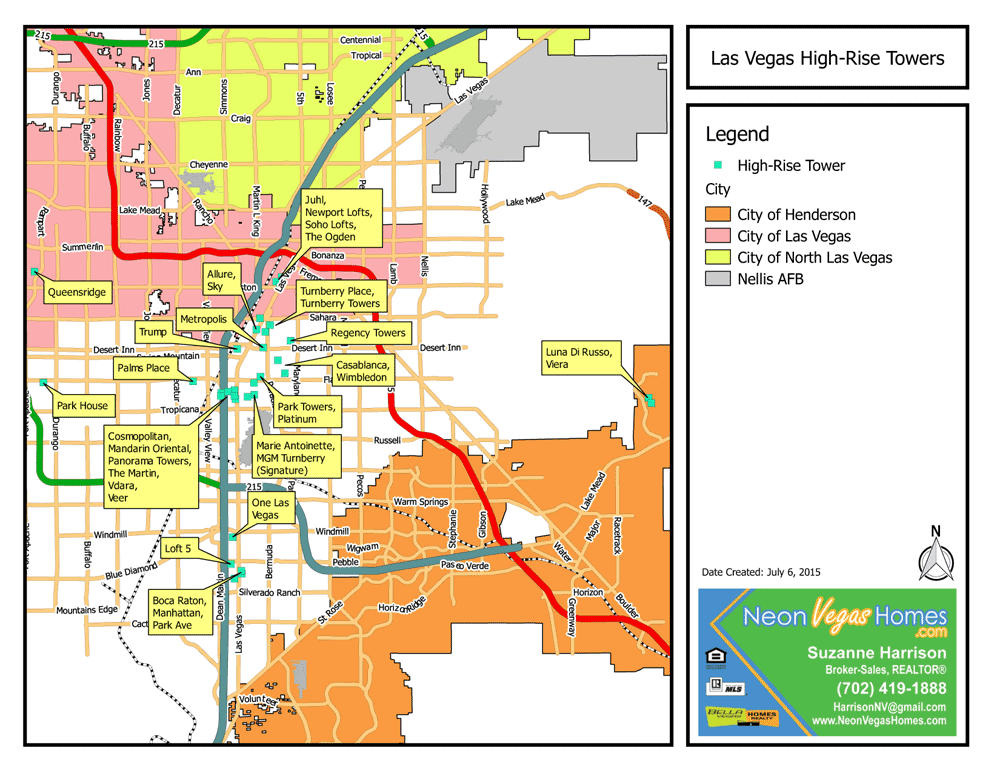 Las Vegas High-Rise Towers
Legend
High-Rise Tower
City
City of Henderson
City of Las Vegas
City of North Las Vegas
Nellis AFB
Date Created: July 6, 2015
N
Neon Vegas Homes
.com
Suzanne Harrison
Broker-Sales, REALTOR®
(702) 419-1888
HarrisonNV@gmail.com
www.NeonVegasHomes.com
MLS
BELLA VEGAS
HOMES
REALTY
215
215
215
Centennial
Tropical
Ann
Durango
Jones
Decatur
Simmons
5th
Losee
Las Vegas
Buffalo
Rainbow
Craig
Cheyenne
Rancho
Martin L King
Hollywood
Lake Mead
Lake Mead
147
Rampart
Summerlin
Bonanza
Lamb
Nellis
Juhl,
Newport Lofts,
Soho Lofts,
The Ogden
Allure,
Sky
Turnberry Place,
Turnberry Towers
Queensridge
Metropolis
Sahara
Regency Towers
Trump
Desert Inn
Desert Inn
Desert Inn
Palms Place
Casablanca,
Wimbledon
Luna Di Russo,
Viera
Park House
Tropicana
Park Towers,
Platinum
Durango
Valley View
Cosmopolitan,
Mandarin Oriental,
Panorama Towers,
The Martin,
Vdara,
Veer
Marie Antoinette,
MGM Turnberry
(Signature)
Russell
Pecos
215
One Las
Vegas
Warm Springs
Stephanie
Gibson
Lake Mead
Major
Racetrack
Water
Windmill
Windmill
Wigwam
Pebble
Paseo Verde
Loft 5
Buffalo
Blue Diamond
Bermuda
Boca Raton,
Manhattan,
Park Ave
Dean Martin
Silverado Ranch
Mountains Edge
Las Vegas
St Rose
Horizon Ridge
Horizon
Greenway
Boulder
Volunteer